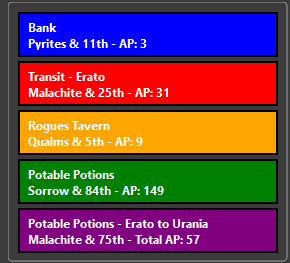 Bank
Pyrites & 11th - AP: 3
Transit - Erato
Malachite & 25th - AP: 31
Rogues Tavern
Qualms & 5th - AP: 9
Potable Potions
Sorrow & 84th - AP: 149
Potable Potions - Erato to Urania
Malachite & 75th - Total AP: 57